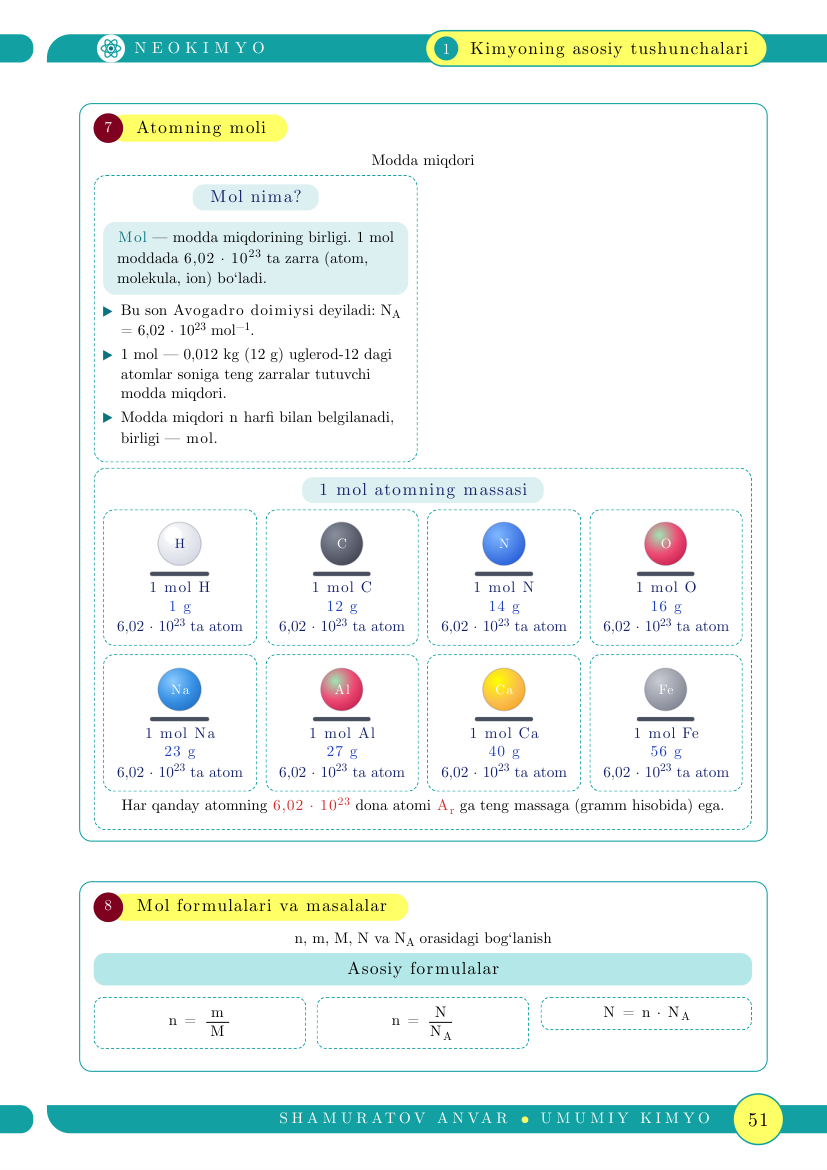 NEOKIMYO
1 Kimyoning asosiy tushunchalari
7 Atomning moli
Modda miqdori
Mol nima?
Mol — modda miqdorining birligi. 1 mol
moddada 6,02 · 10²³ ta zarra (atom,
molekula, ion) bo‘ladi.
▶ Bu son Avogadro doimiysi deyiladi: N_A
= 6,02 · 10²³ mol⁻¹.
▶ 1 mol — 0,012 kg (12 g) uglerod-12 dagi
atomlar soniga teng zarralar tutuvchi
modda miqdori.
▶ Modda miqdori n harfi bilan belgilanadi,
birligi — mol.
1 mol atomning massasi
H
1 mol H
1 g
6,02 · 10²³ ta atom
C
1 mol C
12 g
6,02 · 10²³ ta atom
N
1 mol N
14 g
6,02 · 10²³ ta atom
O
1 mol O
16 g
6,02 · 10²³ ta atom
Na
1 mol Na
23 g
6,02 · 10²³ ta atom
Al
1 mol Al
27 g
6,02 · 10²³ ta atom
Ca
1 mol Ca
40 g
6,02 · 10²³ ta atom
Fe
1 mol Fe
56 g
6,02 · 10²³ ta atom
Har qanday atomning 6,02 · 10²³ dona atomi A_r ga teng massaga (gramm hisobida) ega.
8 Mol formulalari va masalalar
n, m, M, N va N_A orasidagi bog‘lanish
Asosiy formulalar
n = m/M
n = N/N_A
N = n · N_A
SHAMURATOV ANVAR • UMUMIY KIMYO 51